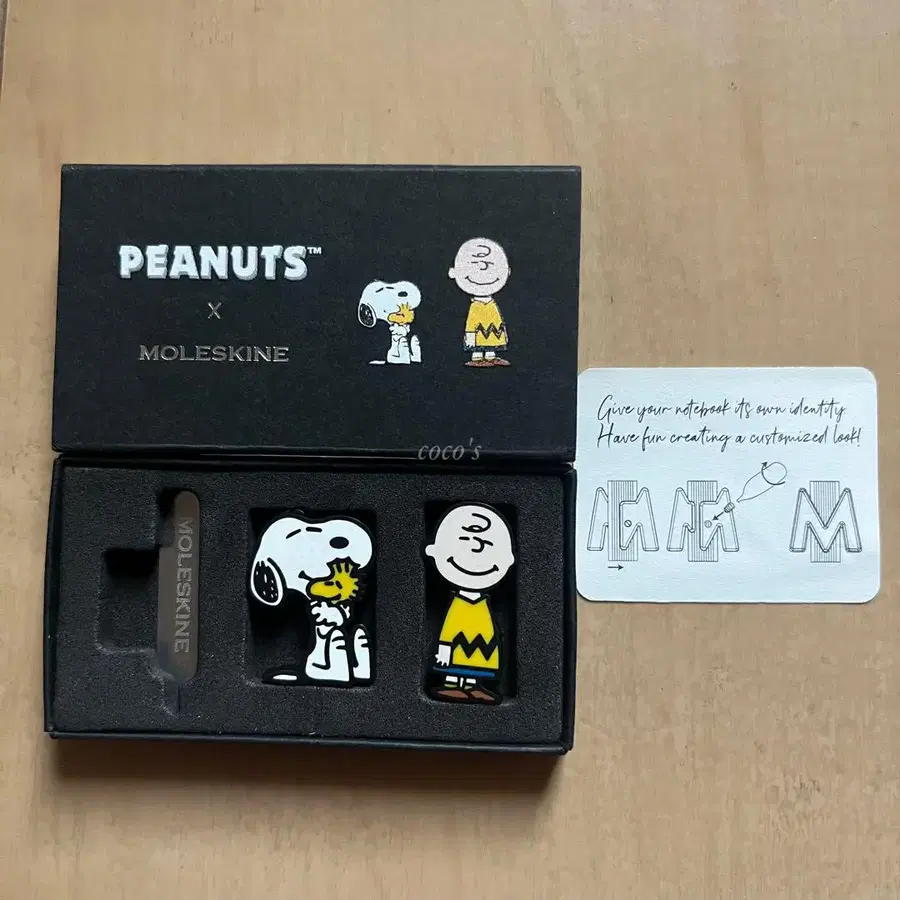 PEANUTS™
X
MOLESKINE
coco's
Give your notebook its own identity
Have fun creating a customized look!
MOLESKINE